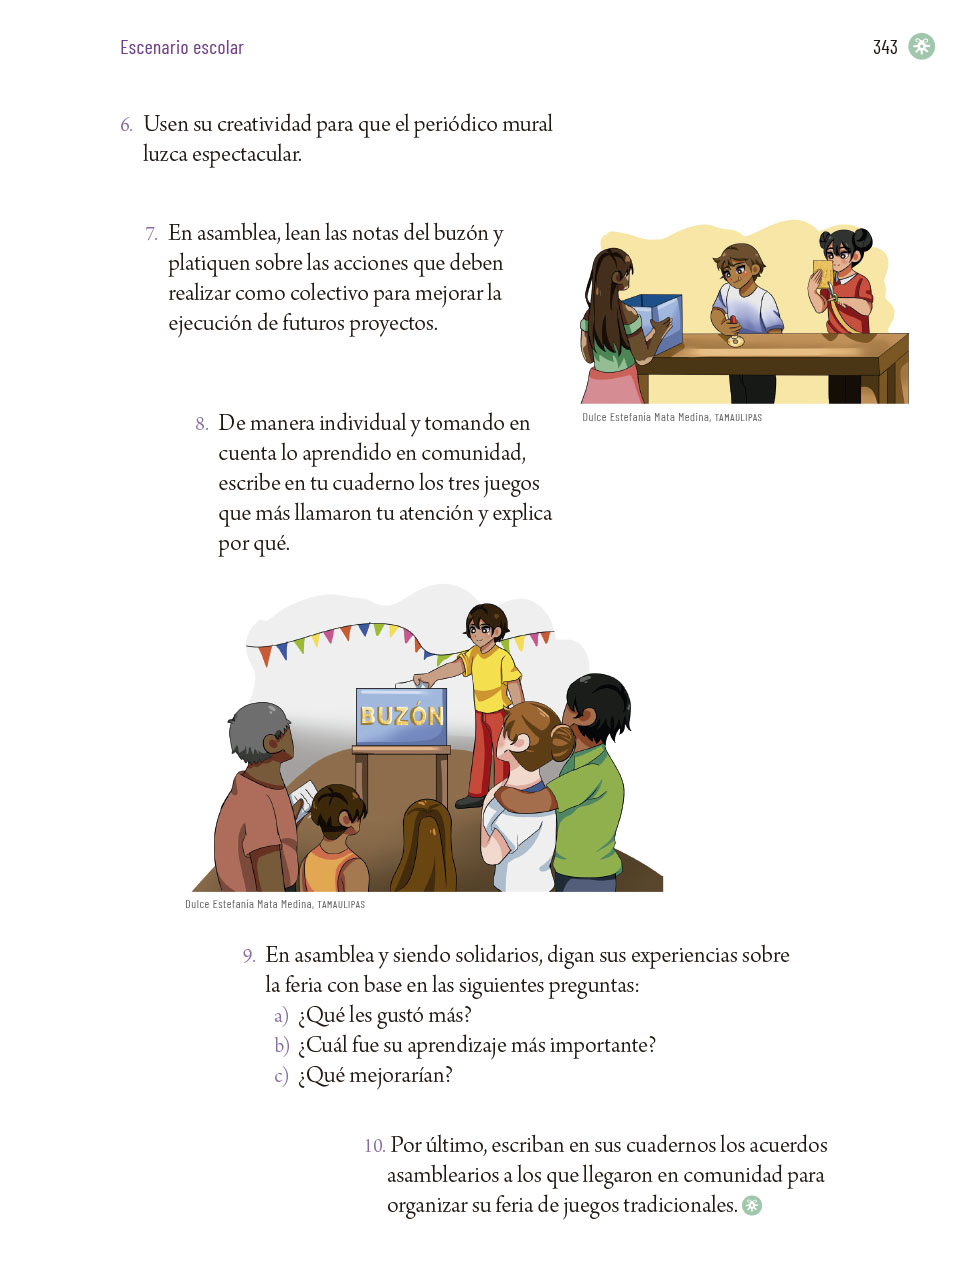 Escenario escolar
343
6. Usen su creatividad para que el periódico mural
luzca espectacular.
7. En asamblea, lean las notas del buzón y
platiquen sobre las acciones que deben
realizar como colectivo para mejorar la
ejecución de futuros proyectos.
Dulce Estefanía Mata Medina, TAMAULIPAS
8. De manera individual y tomando en
cuenta lo aprendido en comunidad,
escribe en tu cuaderno los tres juegos
que más llamaron tu atención y explica
por qué.
BUZÓN
Dulce Estefanía Mata Medina, TAMAULIPAS
9. En asamblea y siendo solidarios, digan sus experiencias sobre
la feria con base en las siguientes preguntas:
a) ¿Qué les gustó más?
b) ¿Cuál fue su aprendizaje más importante?
c) ¿Qué mejorarían?
10. Por último, escriban en sus cuadernos los acuerdos
asamblearios a los que llegaron en comunidad para
organizar su feria de juegos tradicionales.